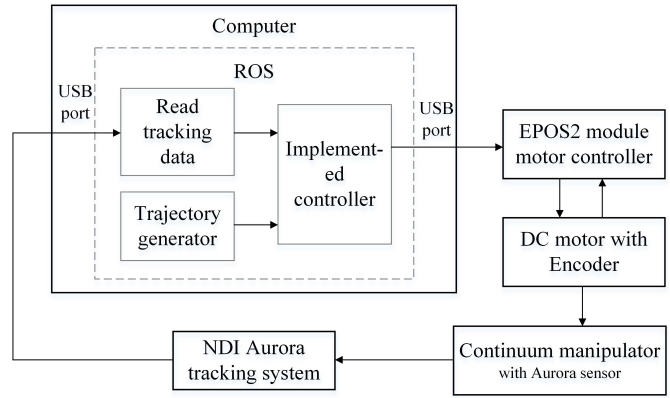 Computer
ROS
USB
port
Read
tracking
data
Trajectory
generator
Implement-
ed
controller
USB
port
EPOS2 module
motor controller
DC motor with
Encoder
Continuum manipulator
with Aurora sensor
NDI Aurora
tracking system